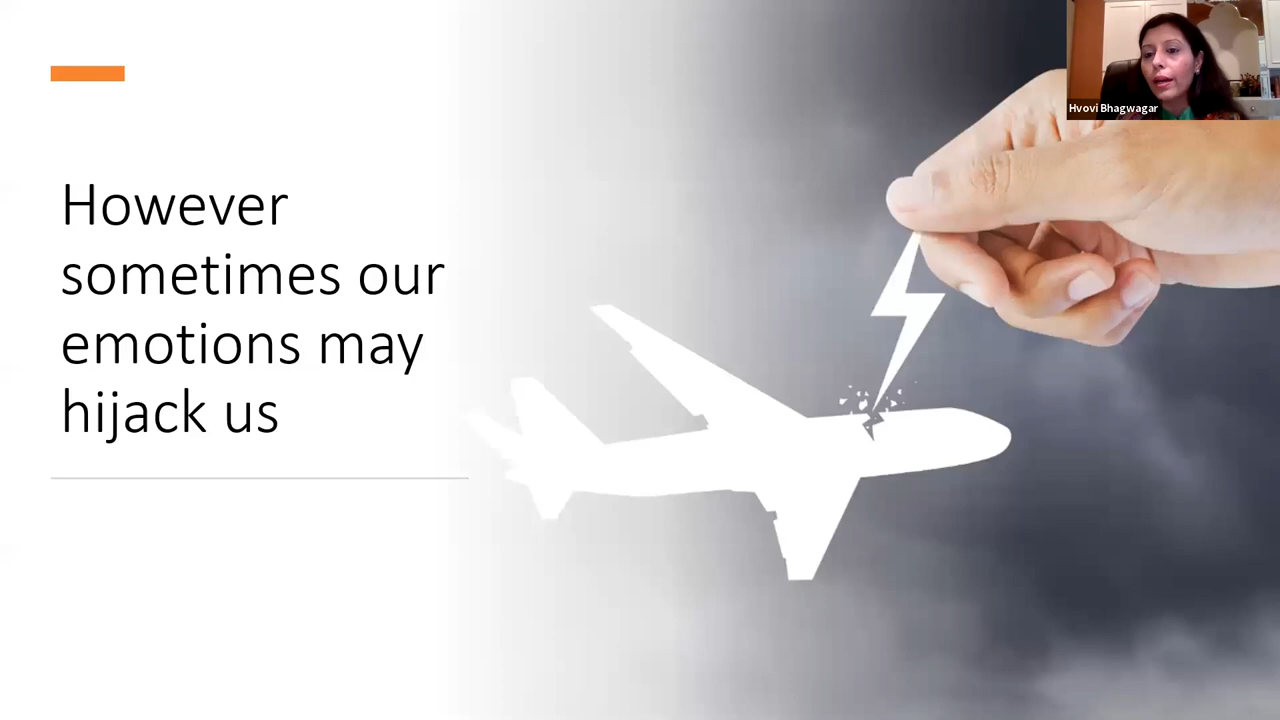 Hvovi Bhagwagar
However
sometimes our
emotions may
hijack us